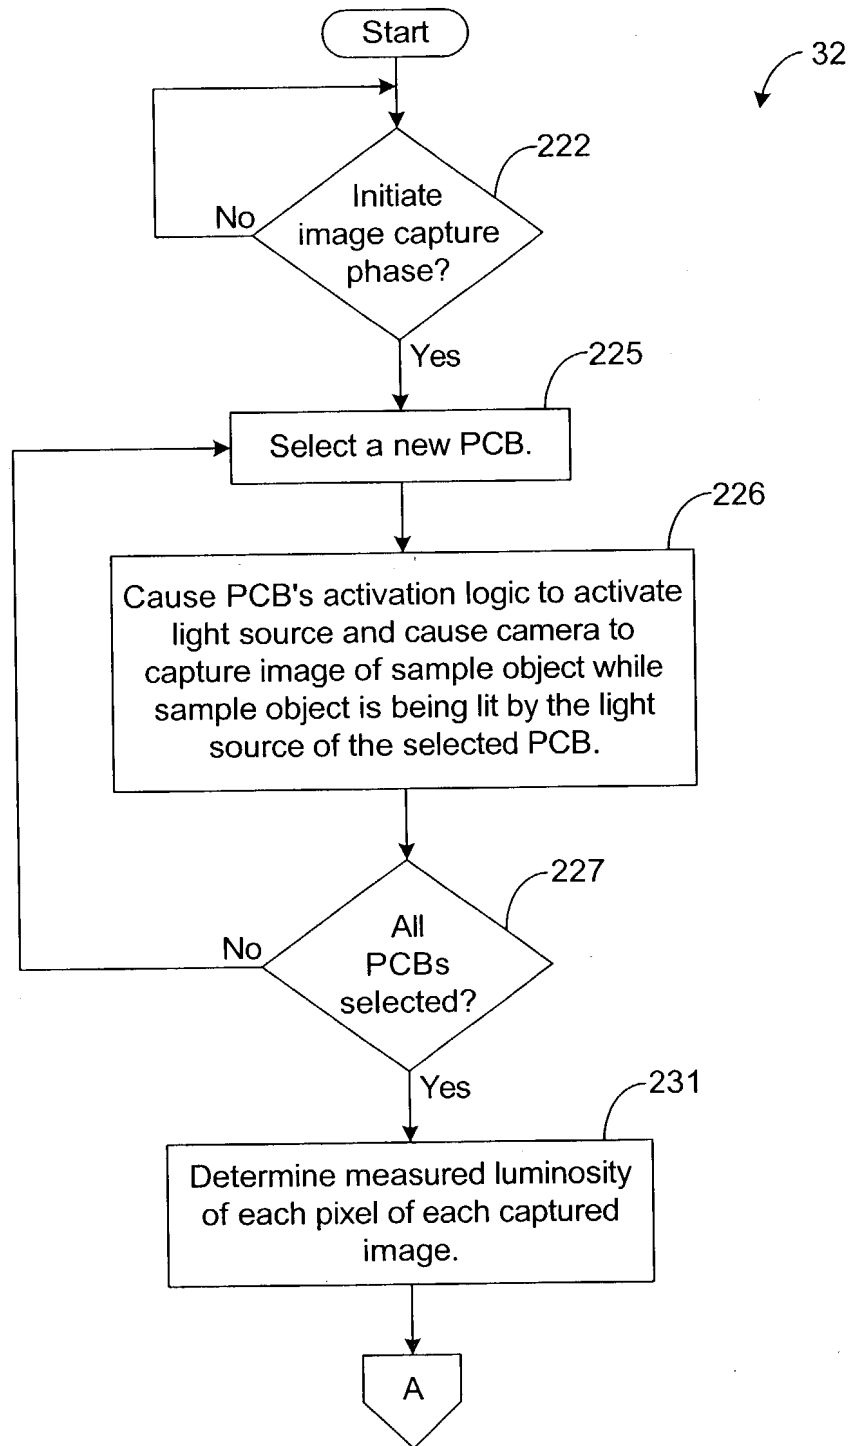 Start
32
222
Initiate
image capture
phase?
No
Yes
225
Select a new PCB.
226
Cause PCB's activation logic to activate
light source and cause camera to
capture image of sample object while
sample object is being lit by the light
source of the selected PCB.
227
All
PCBs
selected?
No
Yes
231
Determine measured luminosity
of each pixel of each captured
image.
A